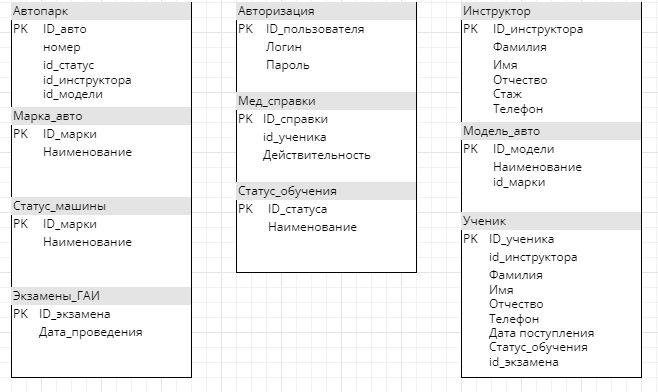 Автопарк
PK ID_авто
номер
id_статус
id_инструктора
id_модели
Марка_авто
PK ID_марки
Наименование
Статус_машины
PK ID_марки
Наименование
Экзамены_ГАИ
PK ID_экзамена
Дата_проведения
Авторизация
PK ID_пользователя
Логин
Пароль
Мед_справки
PK ID_справки
id_ученика
Действительность
Статус_обучения
PK ID_статуса
Наименование
Инструктор
PK ID_инструктора
Фамилия
Имя
Отчество
Стаж
Телефон
Модель_авто
PK ID_модели
Наименование
id_марки
Ученик
PK ID_ученика
id_инструктора
Фамилия
Имя
Отчество
Телефон
Дата поступления
Статус_обучения
id_экзамена